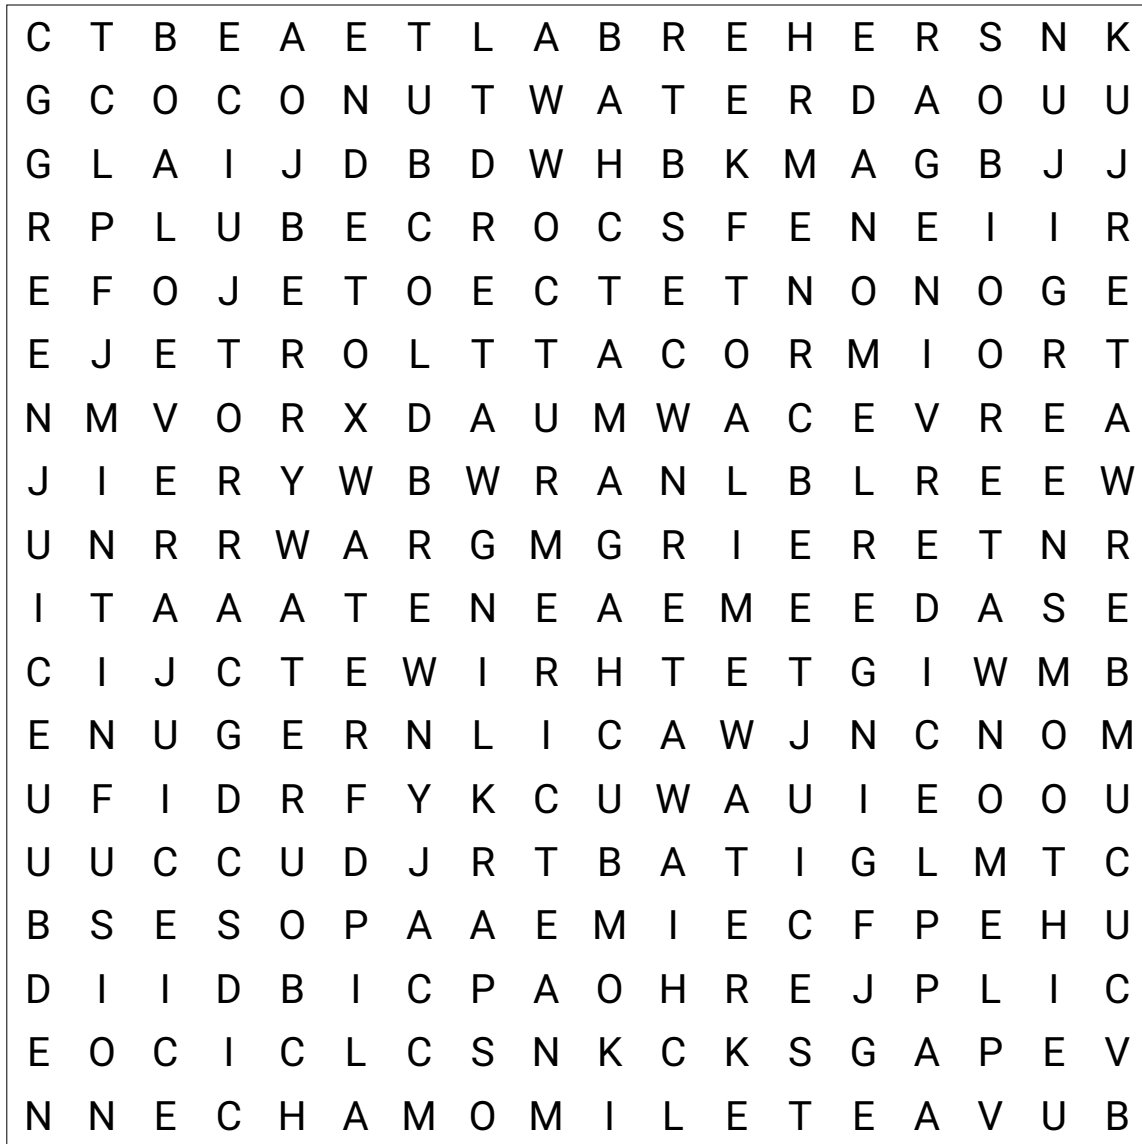 C T B E A E T L A B R E H E R S N K
G C O C O N U T W A T E R D A O U U
G L A I J D B D W H B K M A G B J J
R P L U B E C R O C S F E N E I I R
E F O J E T O E C T E T N O N O G E
E J E T R O L T T A C O R M I O R T
N M V O R X D A U M W A C E V R E A
J I E R Y W B W R A N L B L R E E W
U N R R W A R G M G R I E R E T N R
I T A A A T E N E A E M E E D A S E
C I J C T E W I R H T E T G I W M B
E N U G E R N L I C A W J N C N O M
U F I D R F Y K C U W A U I E O O U
U U C C U D J R T B A T I G L M T C
B S E S O P A A E M I E C F P E H U
D I I D B I C P A O H R E J P L I C
E O C I C L C S N K C K S G A P E V
N N E C H A M O M I L E T E A V U B